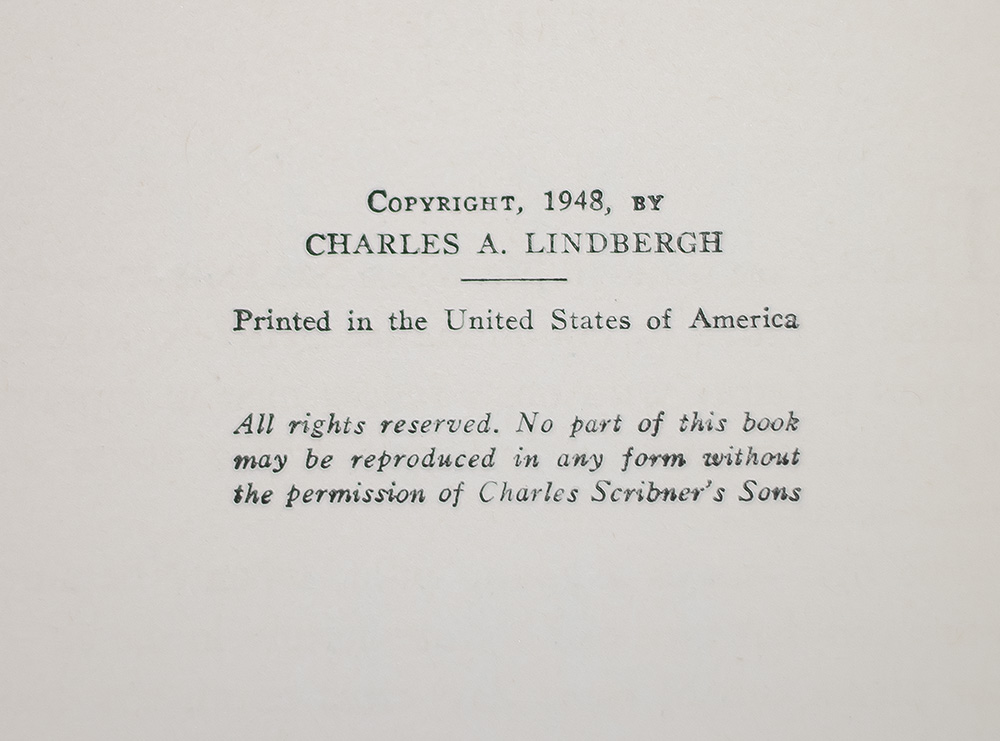 COPYRIGHT, 1948, BY
CHARLES A. LINDBERGH
Printed in the United States of America
All rights reserved. No part of this book
may be reproduced in any form without
the permission of Charles Scribner's Sons